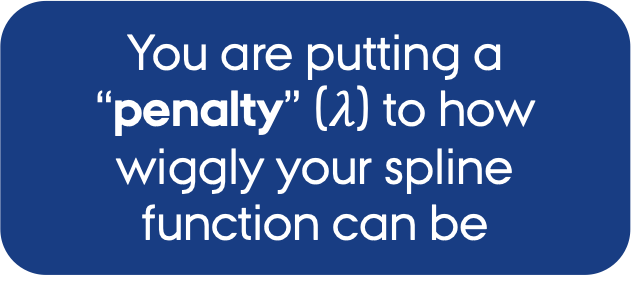 You are putting a
“penalty” (λ) to how
wiggly your spline
function can be